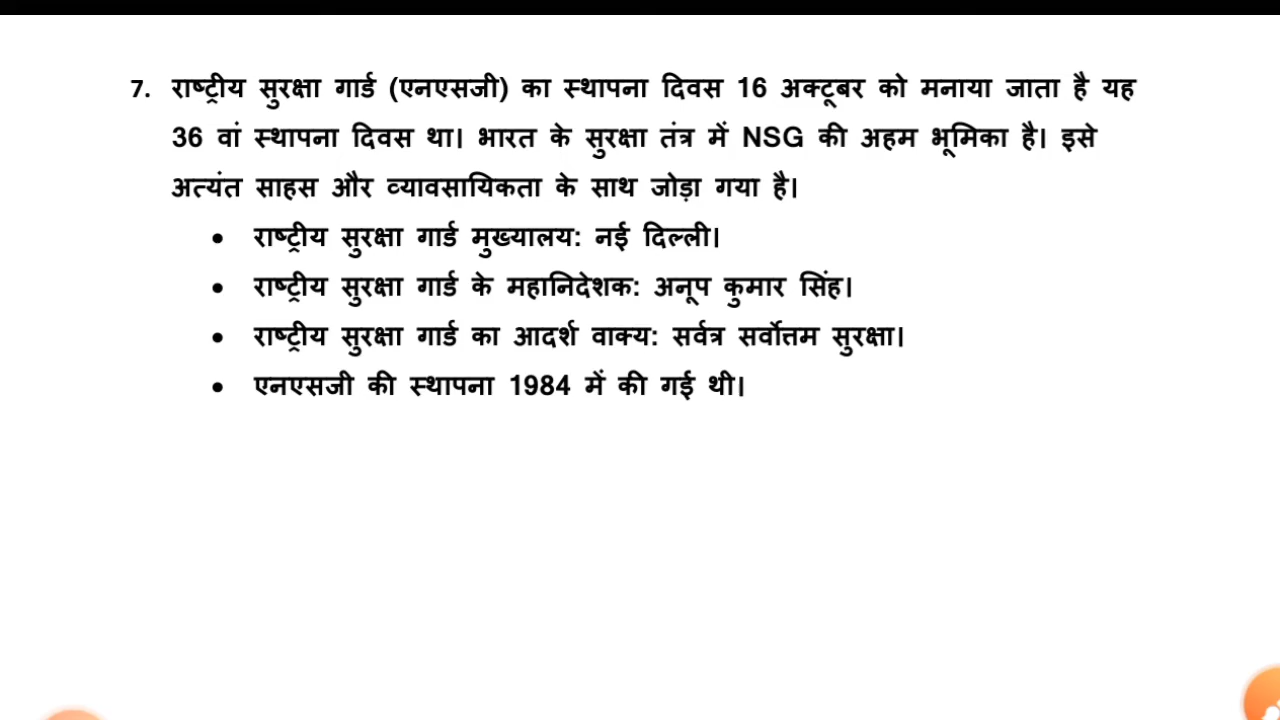 7. राष्ट्रीय सुरक्षा गार्ड (एनएसजी) का स्थापना दिवस 16 अक्टूबर को मनाया जाता है यह
36 वां स्थापना दिवस था। भारत के सुरक्षा तंत्र में NSG की अहम भूमिका है। इसे
अत्यंत साहस और व्यावसायिकता के साथ जोड़ा गया है।
• राष्ट्रीय सुरक्षा गार्ड मुख्यालय: नई दिल्ली।
• राष्ट्रीय सुरक्षा गार्ड के महानिदेशक: अनूप कुमार सिंह।
• राष्ट्रीय सुरक्षा गार्ड का आदर्श वाक्य: सर्वत्र सर्वोत्तम सुरक्षा।
• एनएसजी की स्थापना 1984 में की गई थी।